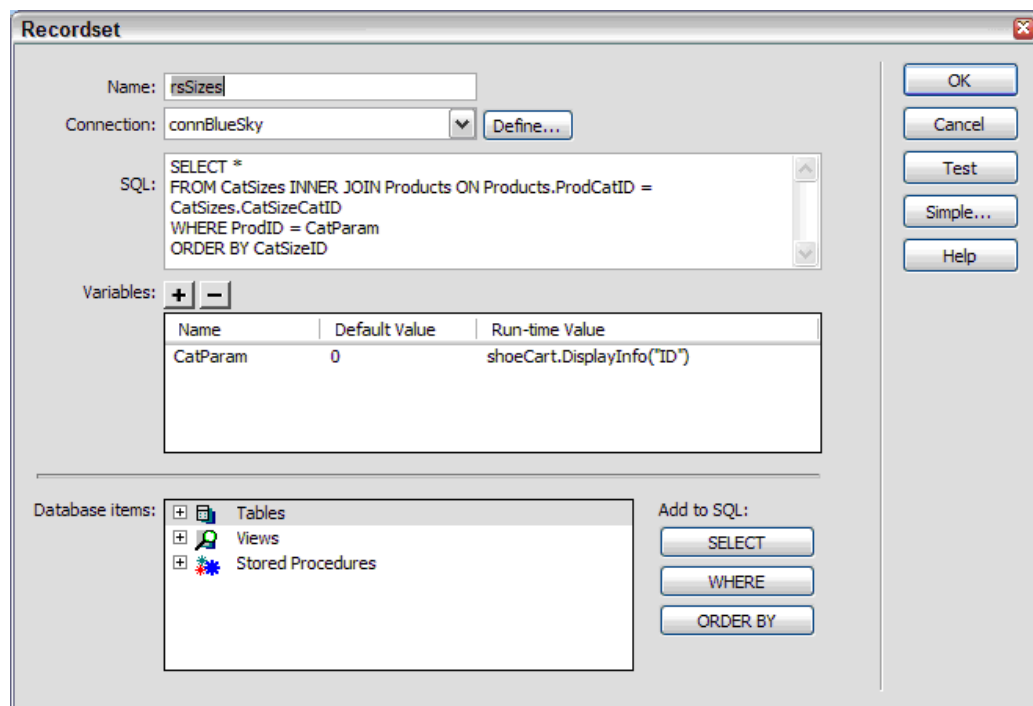 Recordset
Name: rsSizes
OK
Connection: connBlueSky
Define...
Cancel
SQL: SELECT *
FROM CatSizes INNER JOIN Products ON Products.ProdCatID =
CatSizes.CatSizeCatID
WHERE ProdID = CatParam
ORDER BY CatSizeID
Test
Simple...
Help
Variables: + −
Name Default Value Run-time Value
CatParam 0 shoeCart.DisplayInfo("ID")
Database items:
Tables
Views
Stored Procedures
Add to SQL:
SELECT
WHERE
ORDER BY